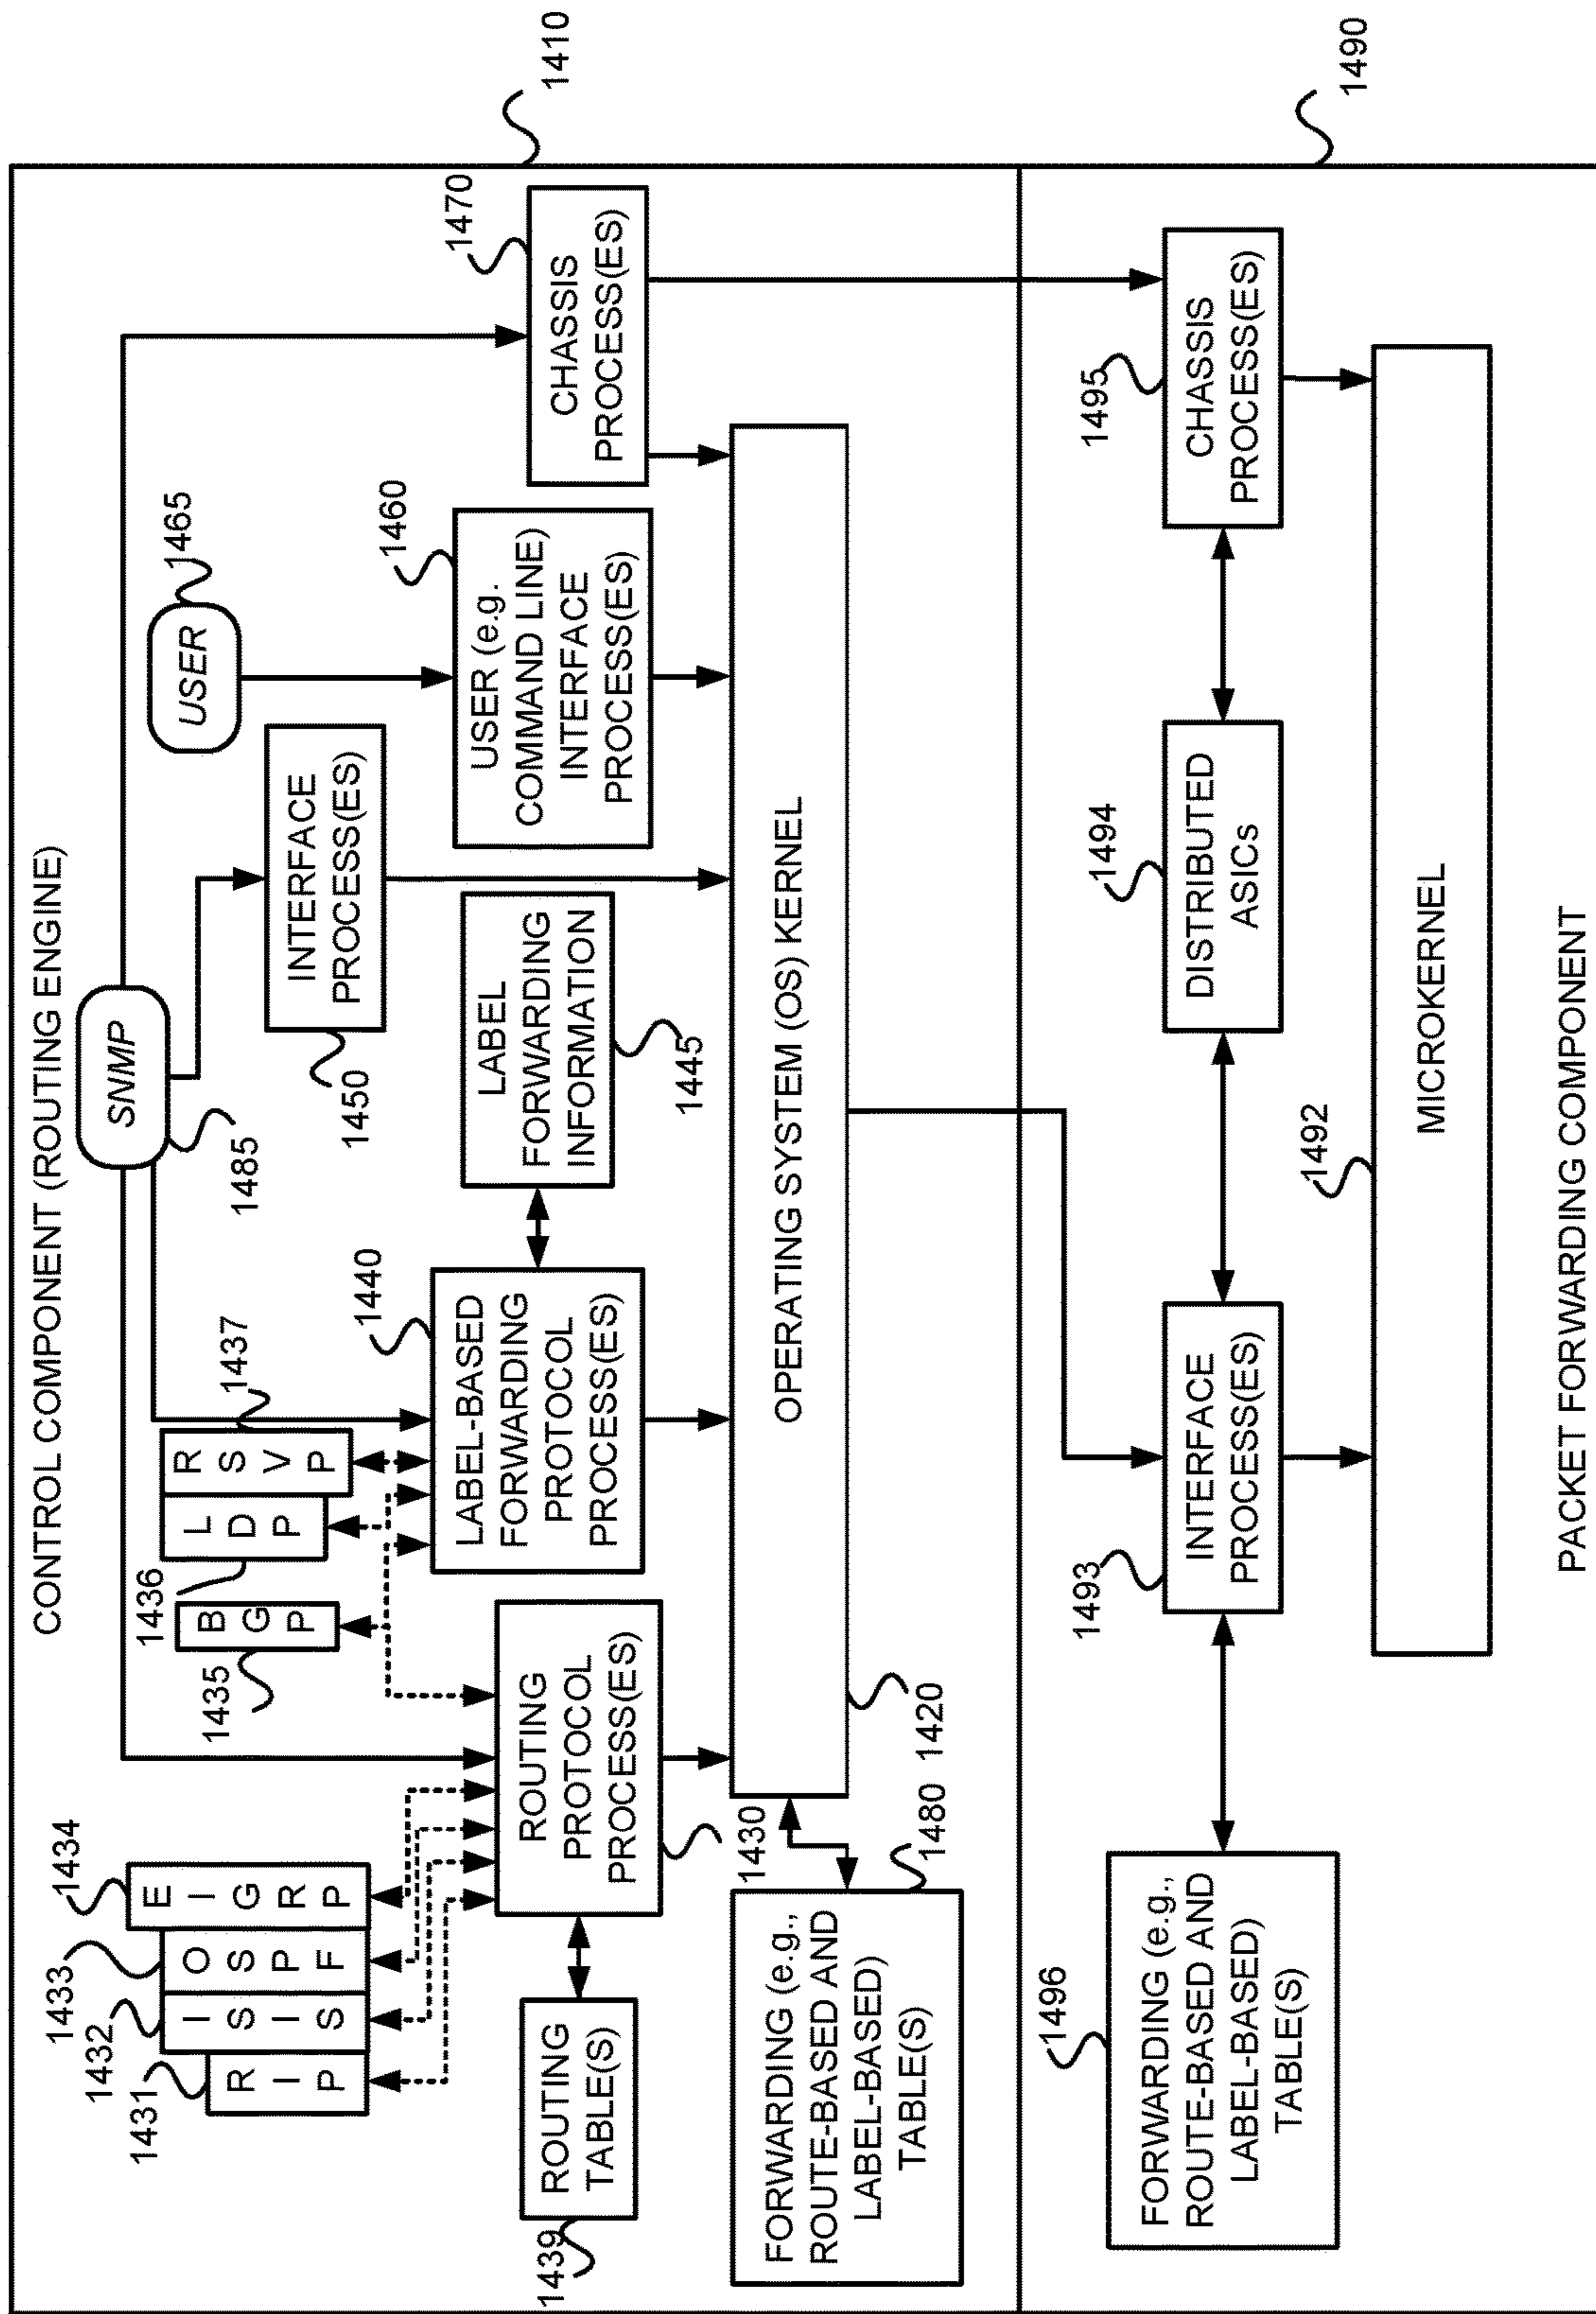 CONTROL COMPONENT (ROUTING ENGINE)
1410
SNMP
1485
USER
1465
1431
1432
1433
1434
R I P
I S I S
O S P F
E I G R P
1435
B G P
1436
L D P
1437
R S V P
INTERFACE
PROCESS(ES)
1450
1439
ROUTING
TABLE(S)
ROUTING
PROTOCOL
PROCESS(ES)
1430
1440
LABEL-BASED
FORWARDING
PROTOCOL
PROCESS(ES)
LABEL
FORWARDING
INFORMATION
1445
1460
USER (e.g.
COMMAND LINE)
INTERFACE
PROCESS(ES)
1470
CHASSIS
PROCESS(ES)
OPERATING SYSTEM (OS) KERNEL
1420
FORWARDING (e.g.,
ROUTE-BASED AND
LABEL-BASED)
TABLE(S)
1480
1490
1496
FORWARDING (e.g.,
ROUTE-BASED AND
LABEL-BASED)
TABLE(S)
1493
INTERFACE
PROCESS(ES)
1494
DISTRIBUTED
ASICs
1495
CHASSIS
PROCESS(ES)
1492
MICROKERNEL
PACKET FORWARDING COMPONENT